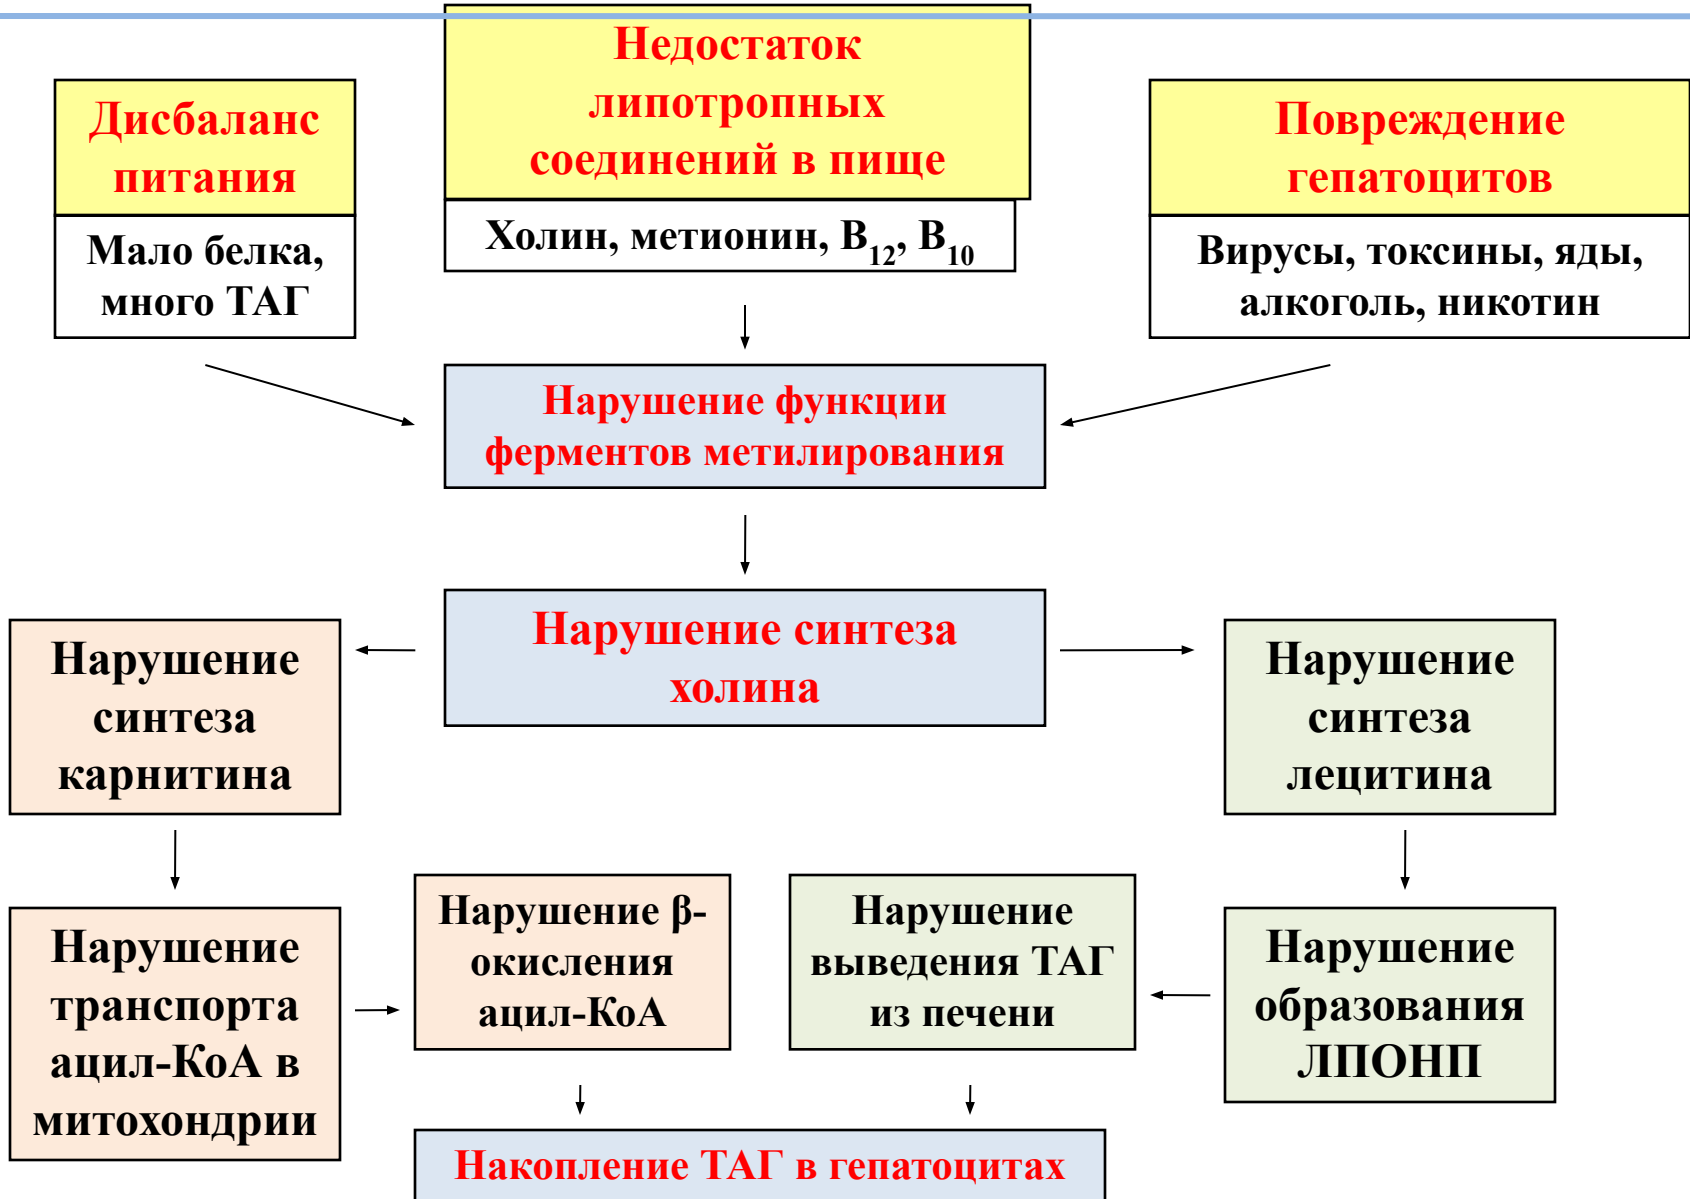 Недостаток
липотропных
соединений в пище
Холин, метионин, В12, В10
Дисбаланс
питания
Мало белка,
много ТАГ
Повреждение
гепатоцитов
Вирусы, токсины, яды,
алкоголь, никотин
Нарушение функции
ферментов метилирования
Нарушение синтеза
холина
Нарушение
синтеза
карнитина
Нарушение
синтеза
лецитина
Нарушение
транспорта
ацил-КоА в
митохондрии
Нарушение β-
окисления
ацил-КоА
Нарушение
выведения ТАГ
из печени
Нарушение
образования
ЛПОНП
Накопление ТАГ в гепатоцитах